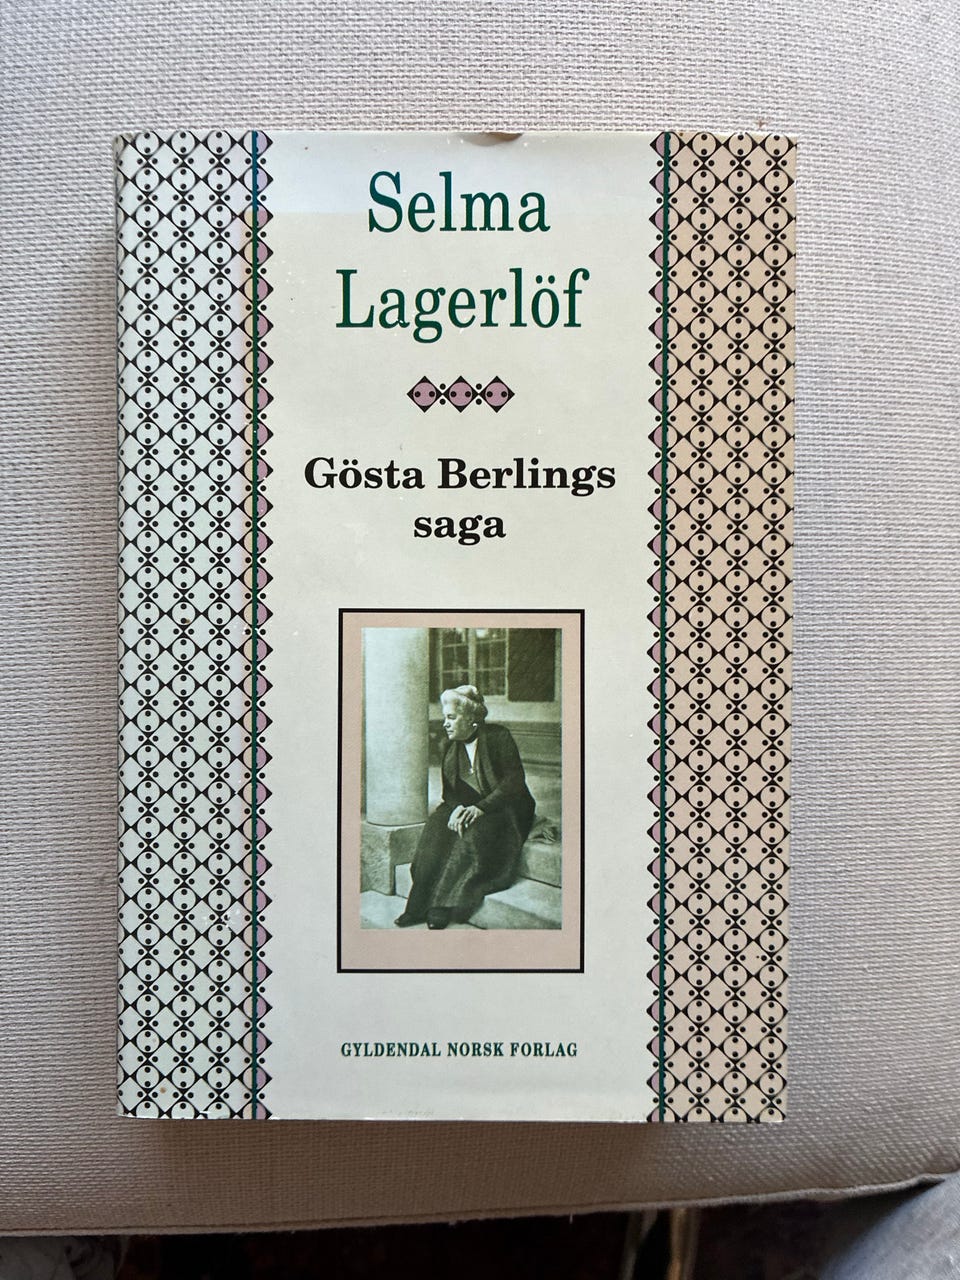 Selma
Lagerlöf
Gösta Berlings
saga
GYLDENDAL NORSK FORLAG